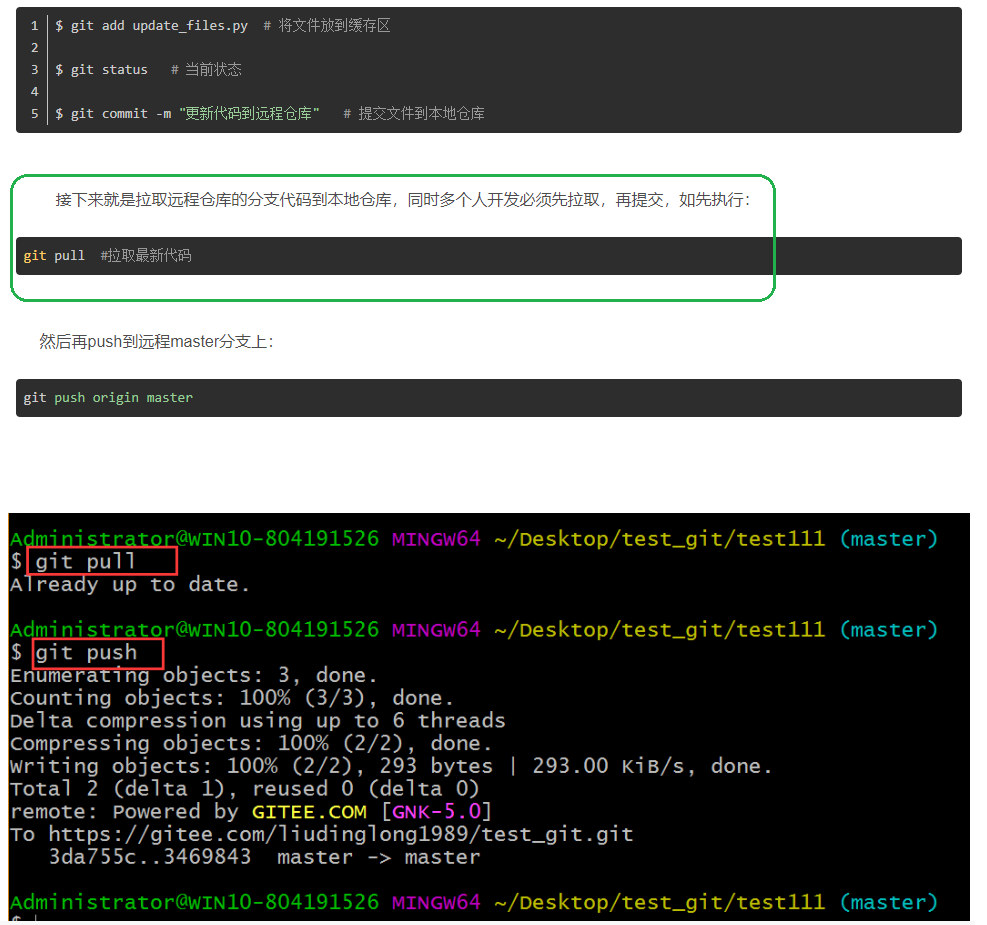 1 $ git add update_files.py # 将文件放到缓存区
2
3 $ git status # 当前状态
4
5 $ git commit -m "更新代码到远程仓库" # 提交文件到本地仓库
接下来就是拉取远程仓库的分支代码到本地仓库，同时多个人开发必须先拉取，再提交，如先执行：
git pull #拉取最新代码
然后再push到远程master分支上：
git push origin master
Administrator@WIN10-804191526 MINGW64 ~/Desktop/test_git/test111 (master)
$ git pull
Already up to date.
Administrator@WIN10-804191526 MINGW64 ~/Desktop/test_git/test111 (master)
$ git push
Enumerating objects: 3, done.
Counting objects: 100% (3/3), done.
Delta compression using up to 6 threads
Compressing objects: 100% (2/2), done.
Writing objects: 100% (2/2), 293 bytes | 293.00 KiB/s, done.
Total 2 (delta 1), reused 0 (delta 0)
remote: Powered by GITEE.COM [GNK-5.0]
To https://gitee.com/liudinglong1989/test_git.git
3da755c..3469843 master -> master
Administrator@WIN10-804191526 MINGW64 ~/Desktop/test_git/test111 (master)
$